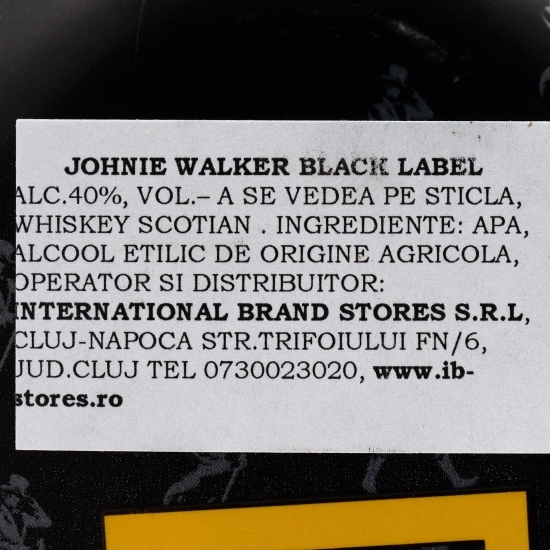 JOHNIE WALKER BLACK LABEL
ALC.40%, VOL.– A SE VEDEA PE STICLA,
WHISKEY SCOTIAN . INGREDIENTE: APA,
ALCOOL ETILIC DE ORIGINE AGRICOLA,
OPERATOR SI DISTRIBUITOR:
INTERNATIONAL BRAND STORES S.R.L,
CLUJ-NAPOCA STR.TRIFOIULUI FN/6,
JUD.CLUJ TEL 0730023020, www.ib-
stores.ro